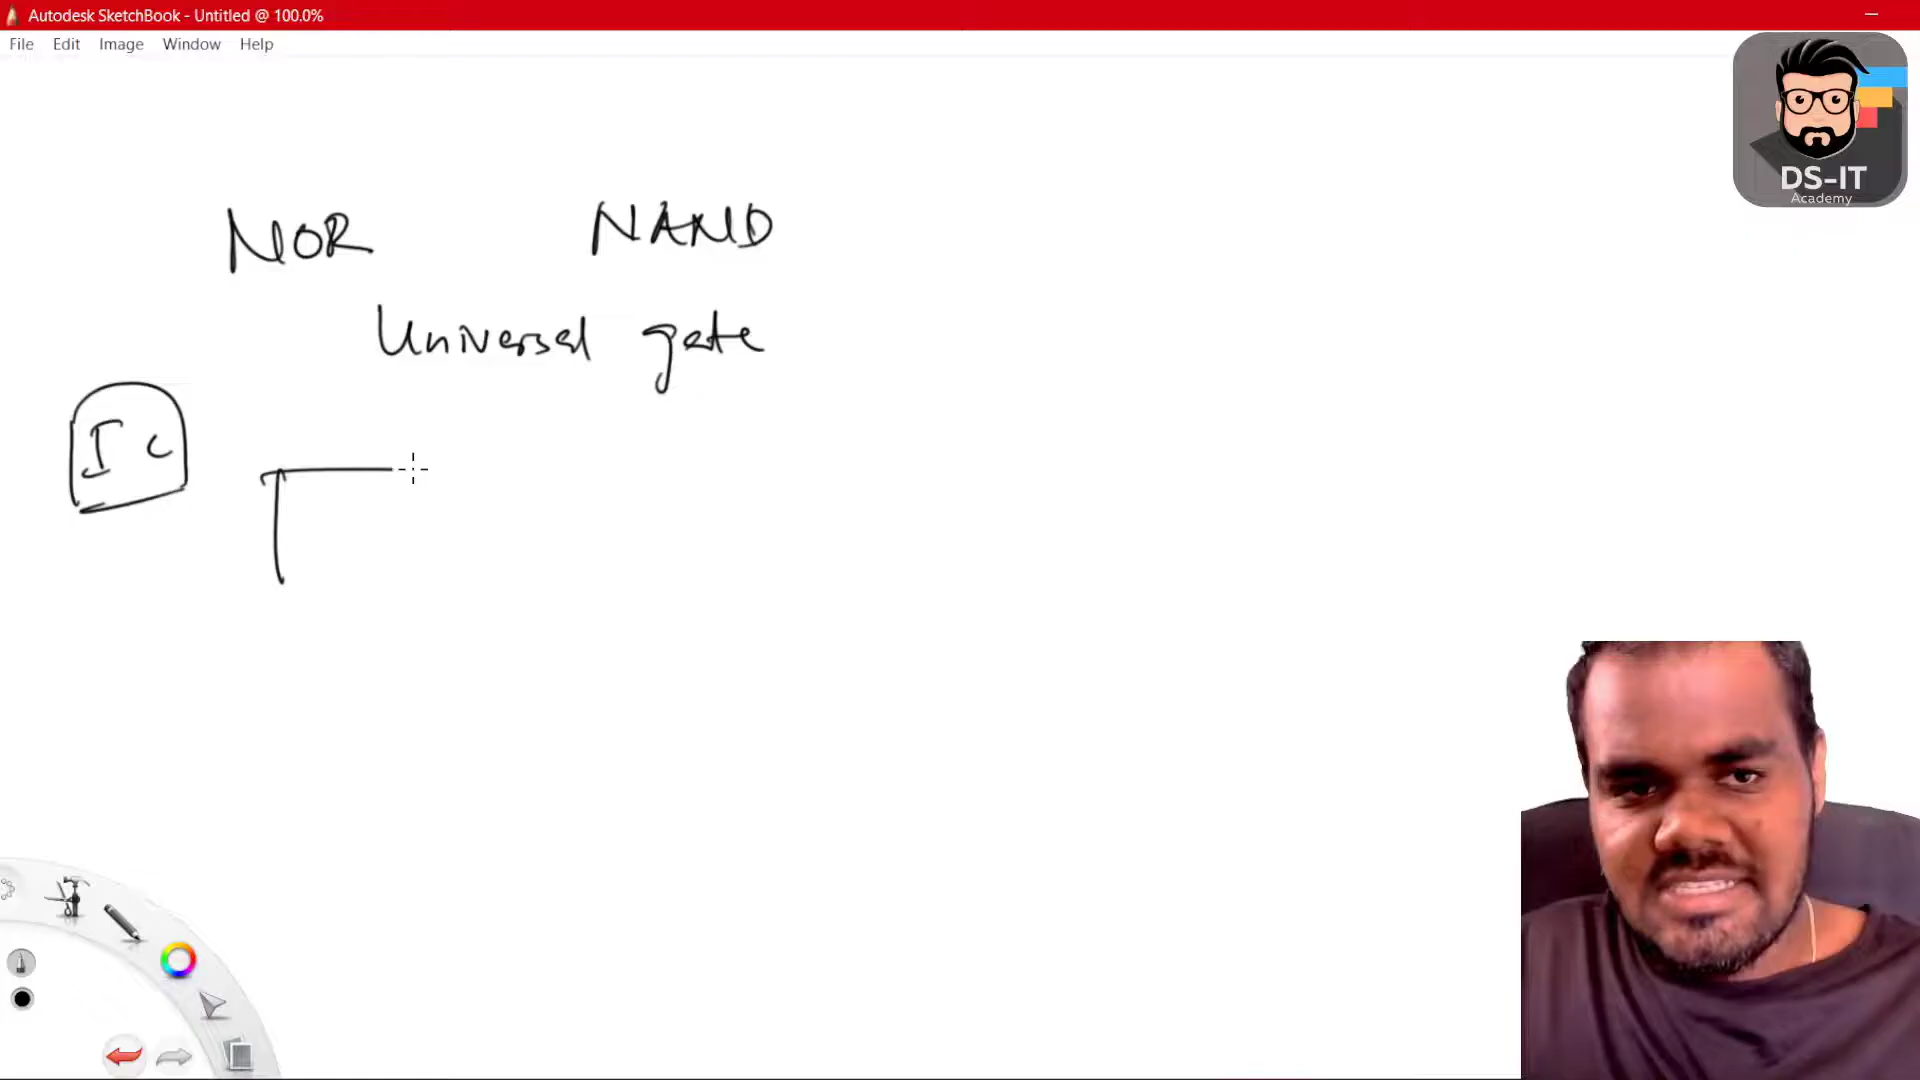 Autodesk SketchBook - Untitled @ 100.0%
File Edit Image Window Help
DS-IT
Academy
NOR NAND
Universal gate
IC